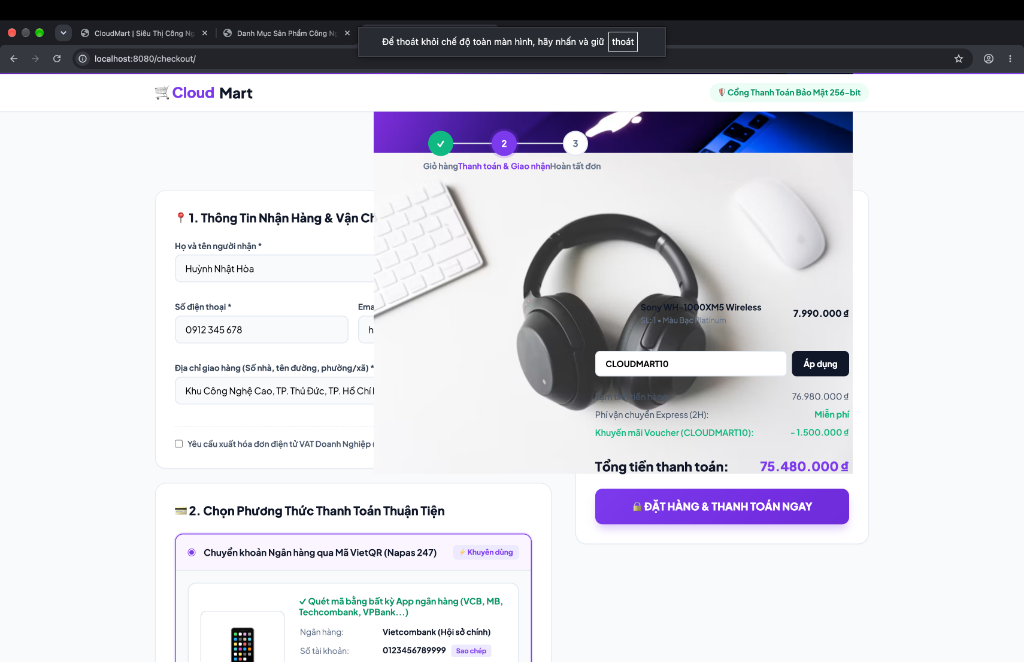 CloudMart | Siêu Thị Công Ng
Danh Mục Sản Phẩm Công N
Để thoát khỏi chế độ toàn màn hình, hãy nhấn và giữ thoát
localhost:8080/checkout/
Cloud Mart
Cổng Thanh Toán Bảo Mật 256-bit
2
3
Giỏ hàng
Thanh toán & Giao nhận
Hoàn tất đơn
1. Thông Tin Nhận Hàng & Vận Ch
Họ và tên người nhận *
Huỳnh Nhật Hòa
Số điện thoại *
Ema
0912 345 678
h
Địa chỉ giao hàng (Số nhà, tên đường, phường/xã) *
Khu Công Nghệ Cao, TP. Thủ Đức, TP. Hồ Chí
Yêu cầu xuất hóa đơn điện tử VAT Doanh Nghiệp
Sony WH-1000XM5 Wireless
7.990.000 ₫
SL: 1 • Màu Bạc Platinum
CLOUDMART10
Áp dụng
76.980.000 ₫
Phí vận chuyển Express (2H):
Miễn phí
Khuyến mãi Voucher (CLOUDMART10):
-1.500.000 ₫
Tổng tiền thanh toán:
75.480.000 ₫
ĐẶT HÀNG & THANH TOÁN NGAY
2. Chọn Phương Thức Thanh Toán Thuận Tiện
Chuyển khoản Ngân hàng qua Mã VietQR (Napas 247)
⚡ Khuyên dùng
✓ Quét mã bằng bất kỳ App ngân hàng (VCB, MB,
Techcombank, VPBank...)
Ngân hàng:
Vietcombank (Hội sở chính)
Số tài khoản:
0123456789999
Sao chép